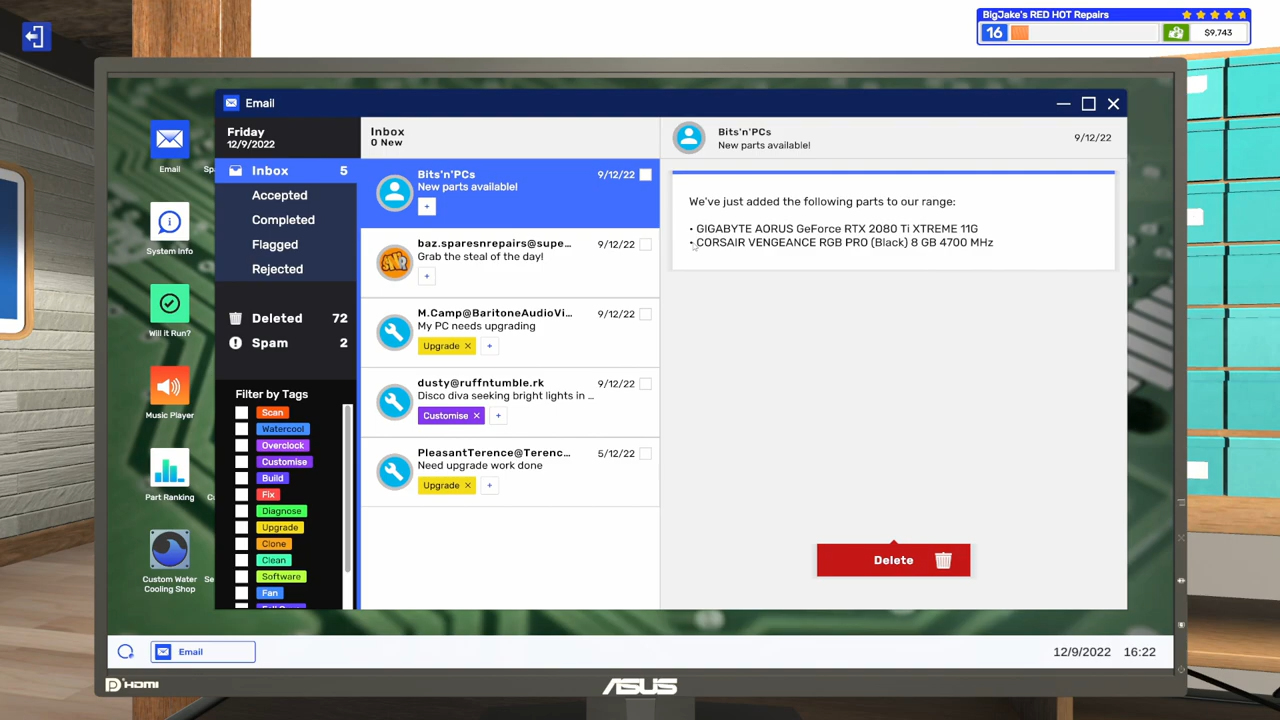 BigJake's RED HOT Repairs
16
$9,743
Email
Friday
12/9/2022
Inbox 5
Accepted
Completed
Flagged
Rejected
Deleted 72
Spam 2
Filter by Tags
Scan
Watercool
Overclock
Customise
Build
Fix
Diagnose
Upgrade
Clone
Clean
Software
Fan
Inbox
0 New
Bits'n'PCs 9/12/22
New parts available!
+
baz.sparesnrepairs@supe... 9/12/22
Grab the steal of the day!
+
SNR
M.Camp@BaritoneAudioVi... 9/12/22
My PC needs upgrading
Upgrade × +
dusty@ruffntumble.rk 9/12/22
Disco diva seeking bright lights in ...
Customise × +
PleasantTerence@Terenc... 5/12/22
Need upgrade work done
Upgrade × +
Bits'n'PCs 9/12/22
New parts available!
We've just added the following parts to our range:
• GIGABYTE AORUS GeForce RTX 2080 Ti XTREME 11G
• CORSAIR VENGEANCE RGB PRO (Black) 8 GB 4700 MHz
Delete
Email
System Info
Will it Run?
Music Player
Part Ranking
Custom Water
Cooling Shop
Email
12/9/2022 16:22
HDMI
ASUS